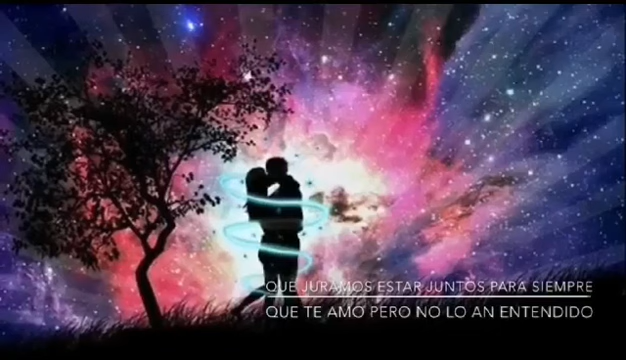 QUE JURAMOS ESTAR JUNTOS PARA SIEMPRE
QUE TE AMO PERO NO LO AN ENTENDIDO